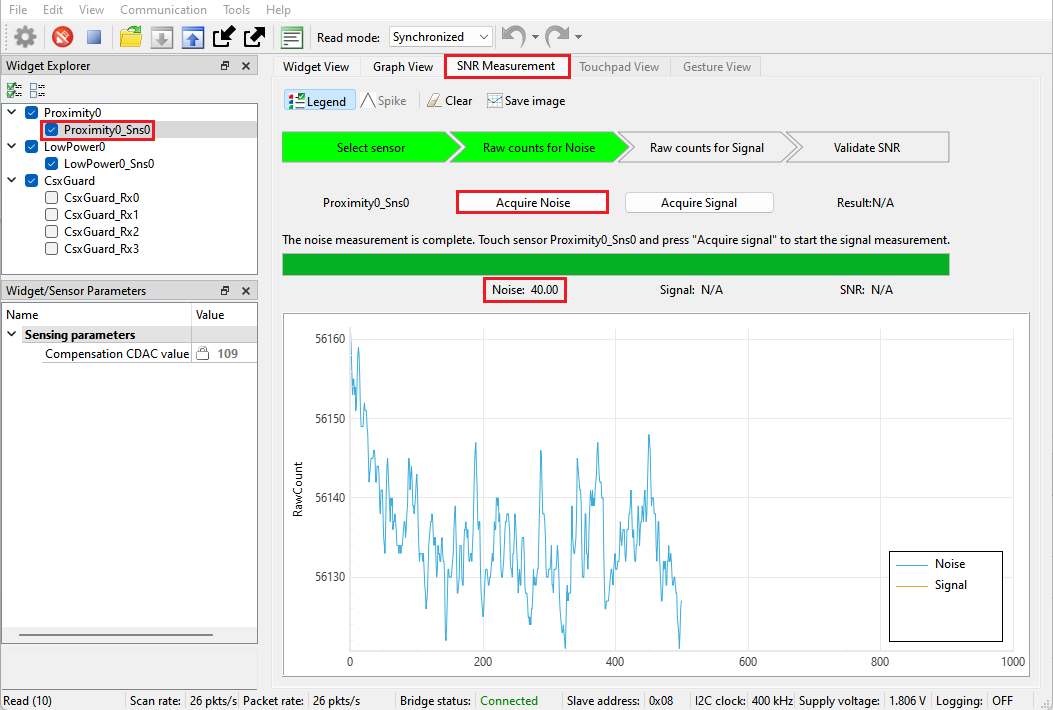 File Edit View Communication Tools Help
Read mode: Synchronized
Widget Explorer
Proximity0
Proximity0_Sns0
LowPower0
LowPower0_Sns0
CsxGuard
CsxGuard_Rx0
CsxGuard_Rx1
CsxGuard_Rx2
CsxGuard_Rx3
Widget/Sensor Parameters
Name Value
Sensing parameters
Compensation CDAC value 109
Widget View Graph View SNR Measurement Touchpad View Gesture View
Legend Spike Clear Save image
Select sensor Raw counts for Noise Raw counts for Signal Validate SNR
Proximity0_Sns0 Acquire Noise Acquire Signal Result:N/A
The noise measurement is complete. Touch sensor Proximity0_Sns0 and press "Acquire signal" to start the signal measurement.
Noise: 40.00 Signal: N/A SNR: N/A
56160
56150
56140
56130
RawCount
Noise
Signal
0 200 400 600 800 1000
Read (10) Scan rate: 26 pkts/s Packet rate: 26 pkts/s Bridge status: Connected Slave address: 0x08 I2C clock: 400 kHz Supply voltage: 1.806 V Logging: OFF